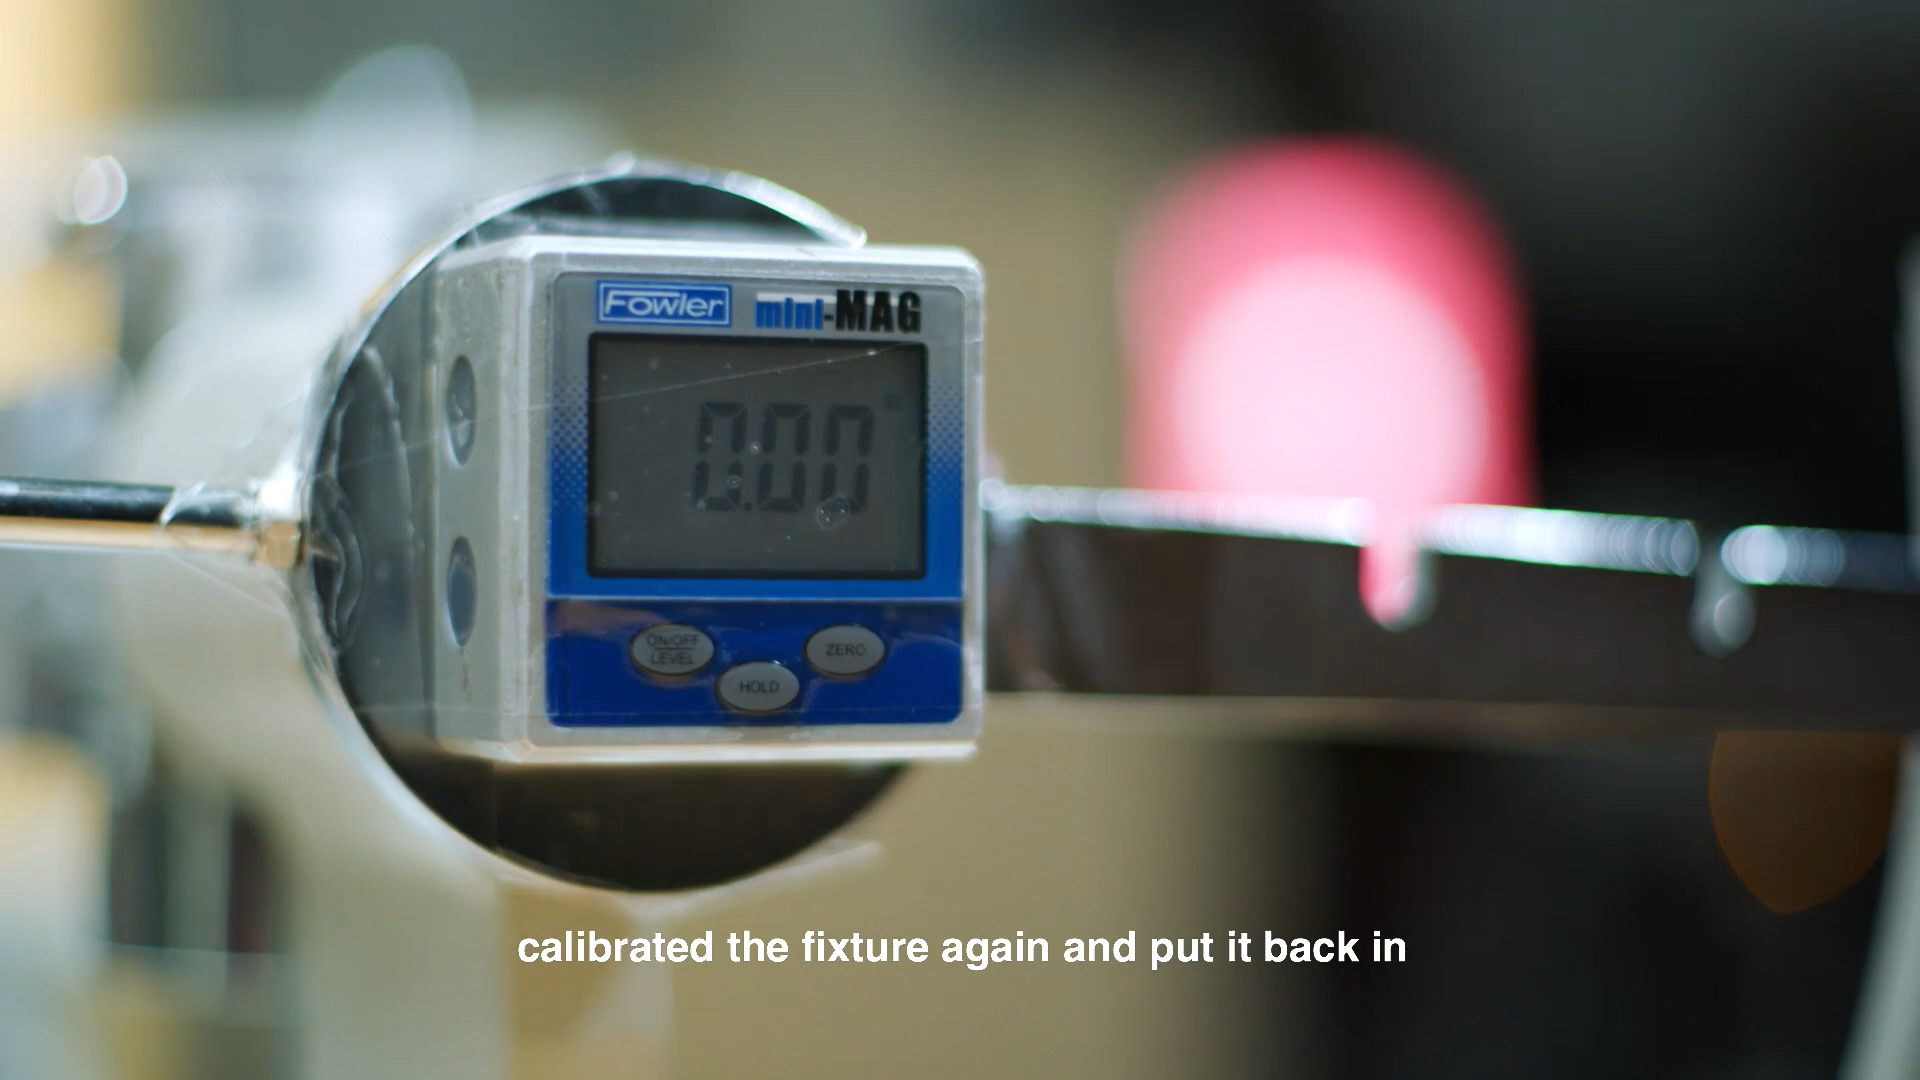 Fowler mini-MAG
0.00°
ON/OFF
LEVEL
ZERO
HOLD
calibrated the fixture again and put it back in